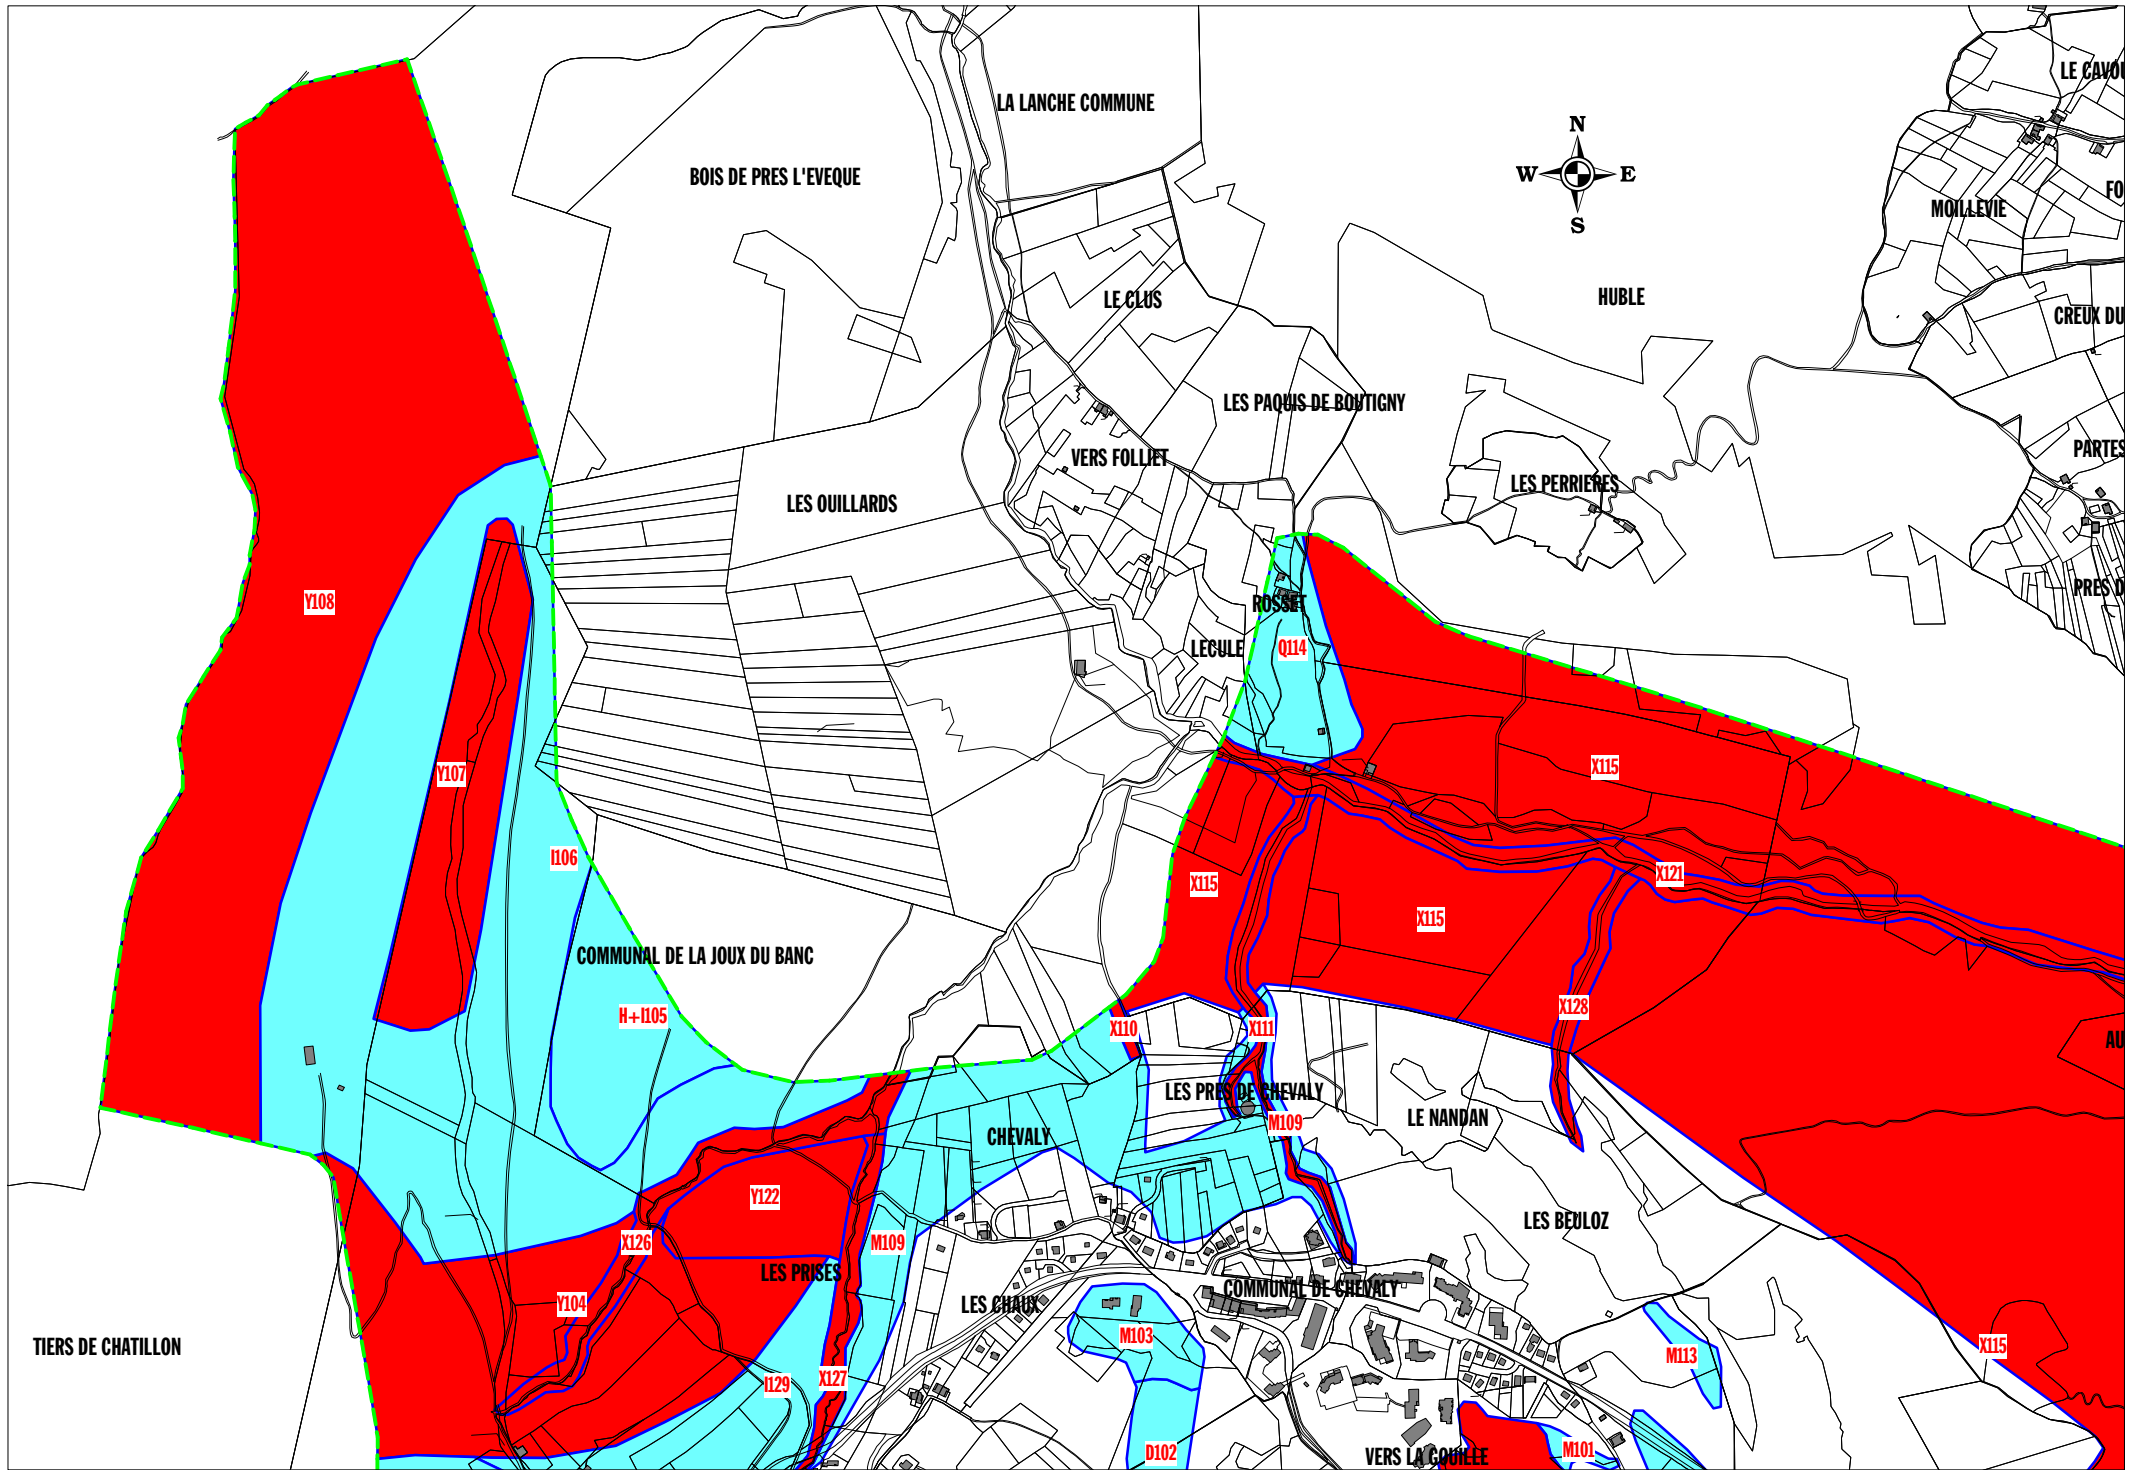 LE CAVOU
LA LANCHE COMMUNE
N
W E
S
BOIS DE PRES L'EVEQUE
FO
MOILLEVIE
HUBLE
LE CLUS
CREUX DU
LES PAQUIS DE BOUTIGNY
PARTES
VERS FOLLIET
LES PERRIERES
LES OUILLARDS
PRES D
Y108
ROSSET
LECULE
Q114
X115
Y107
I106
X121
X115
X115
COMMUNAL DE LA JOUX DU BANC
X128
H+I105
X110
X111
AU
LES PRES DE CHEVALY
LE NANDAN
M109
CHEVALY
Y122
LES BEULOZ
X126
M109
LES PRISES
COMMUNAL DE CHEVALY
Y104
LES CHAUX
M103
TIERS DE CHATILLON
X115
M113
X127
I129
D102
VERS LA GOUILLE
M101